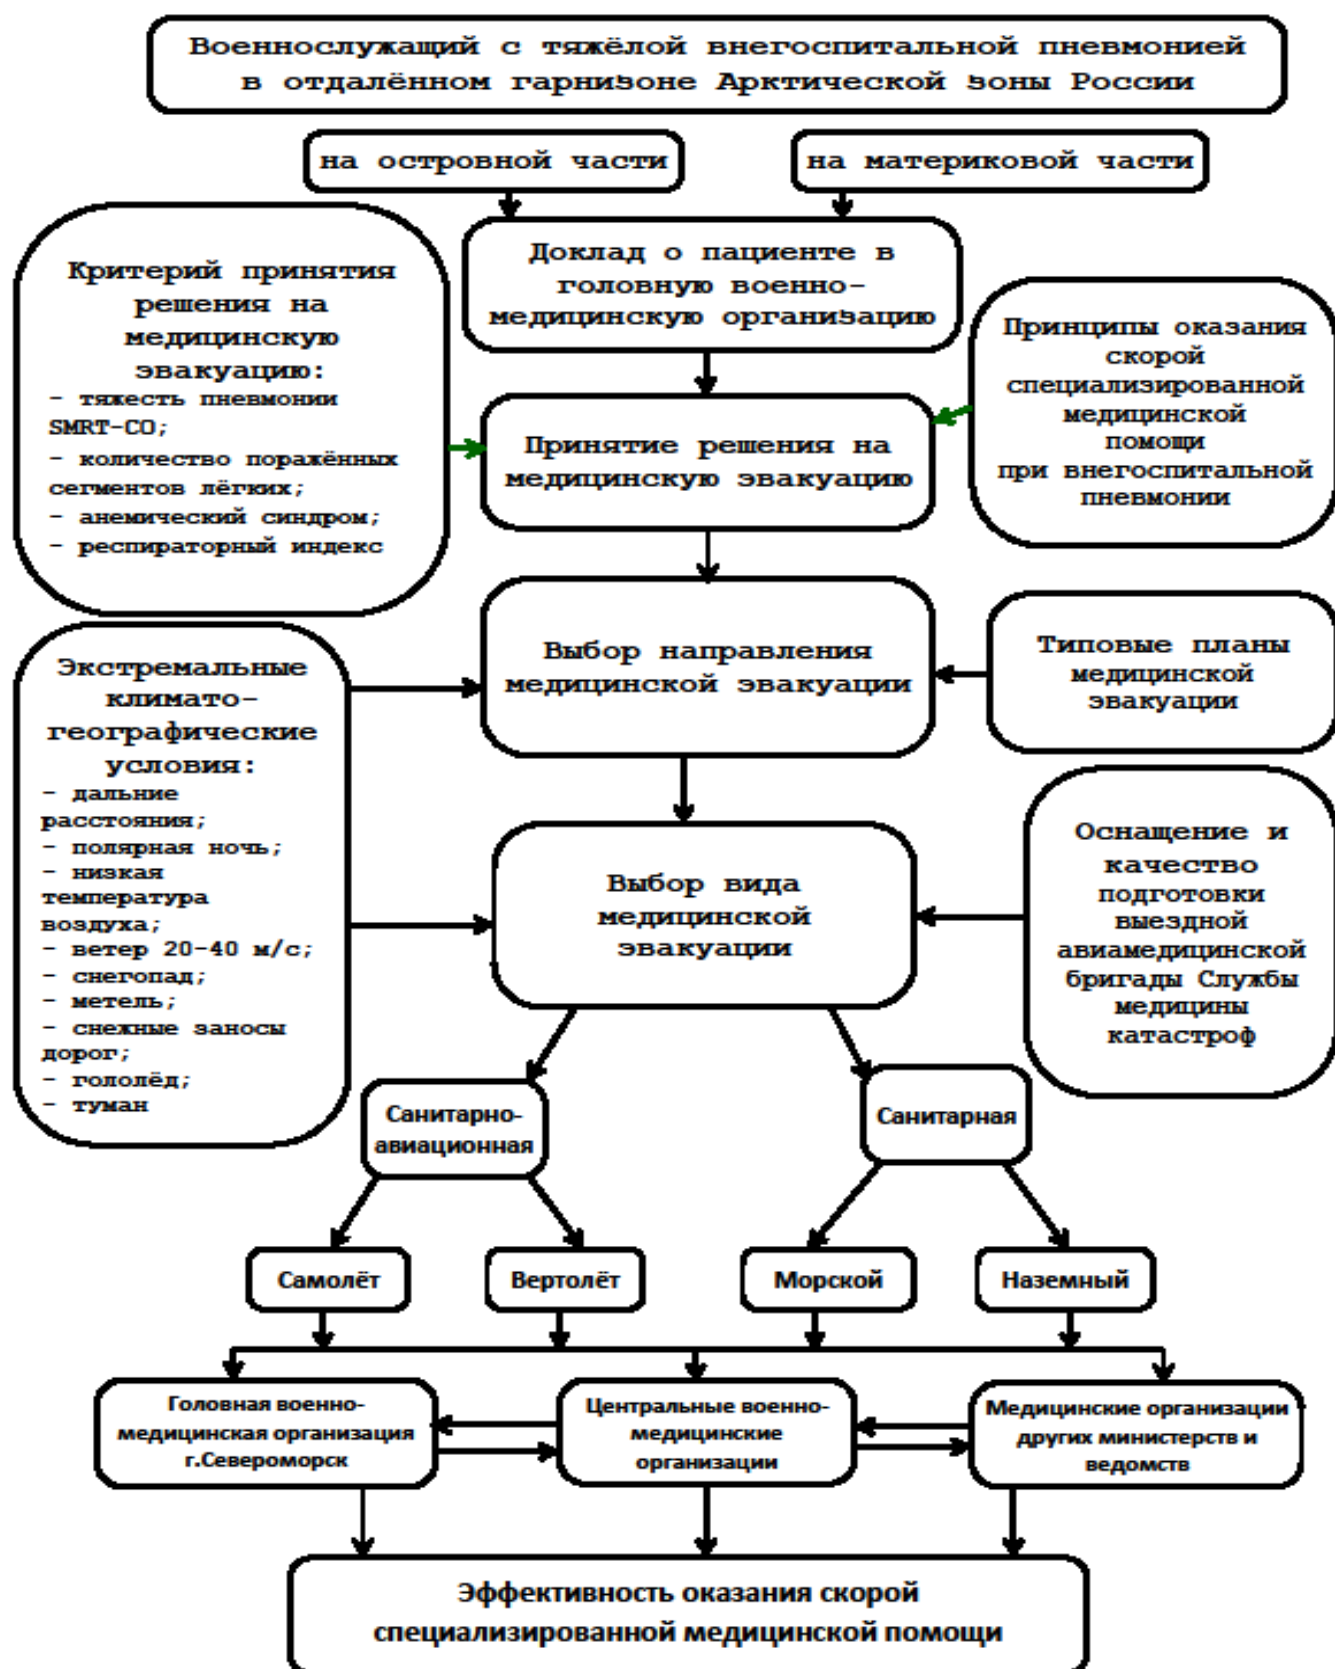 Военнослужащий с тяжёлой внегоспитальной пневмонией
в отдалённом гарнизоне Арктической зоны России
на островной части
на материковой части
Доклад о пациенте в
головную военно-
медицинскую организацию
Критерий принятия
решения на
медицинскую
эвакуацию:
- тяжесть пневмонии
SMRT-CO;
- количество поражённых
сегментов лёгких;
- анемический синдром;
- респираторный индекс
Принципы оказания
скорой
специализированной
медицинской
помощи
при внегоспитальной
пневмонии
Принятие решения на
медицинскую эвакуацию
Выбор направления
медицинской эвакуации
Типовые планы
медицинской
эвакуации
Экстремальные
климато-
географические
условия:
- дальние
расстояния;
- полярная ночь;
- низкая
температура
воздуха;
- ветер 20-40 м/с;
- снегопад;
- метель;
- снежные заносы
дорог;
- гололёд;
- туман
Выбор вида
медицинской
эвакуации
Оснащение и
качество
подготовки
выездной
авиамедицинской
бригады Службы
медицины
катастроф
Санитарно-
авиационная
Санитарная
Самолёт
Вертолёт
Морской
Наземный
Головная военно-
медицинская организация
г.Североморск
Центральные военно-
медицинские
организации
Медицинские организации
других министерств и
ведомств
Эффективность оказания скорой
специализированной медицинской помощи